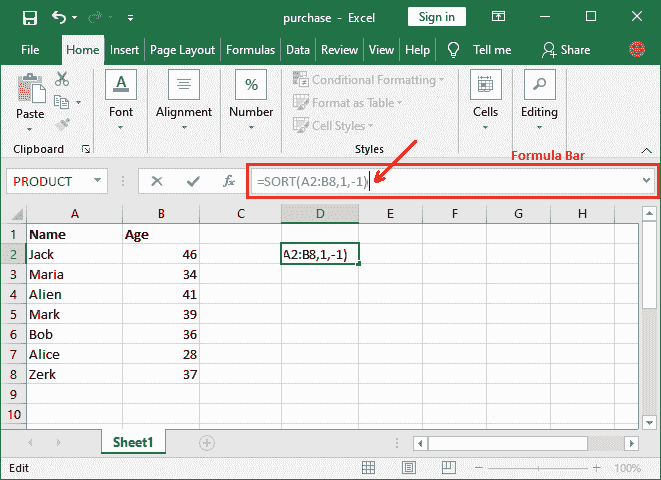 purchase - Excel
Sign in
File Home Insert Page Layout Formulas Data Review View Help Tell me Share
Paste
Clipboard
Font
Alignment
%
Number
Conditional Formatting
Format as Table
Cell Styles
Styles
Cells
Editing
Formula Bar
PRODUCT fx =SORT(A2:B8,1,-1)
A B C D E F G H
1 Name Age
2 Jack 46 A2:B8,1,-1)
3 Maria 34
4 Alien 41
5 Mark 39
6 Bob 36
7 Alice 28
8 Zerk 37
9
10
Sheet1
Edit 100%